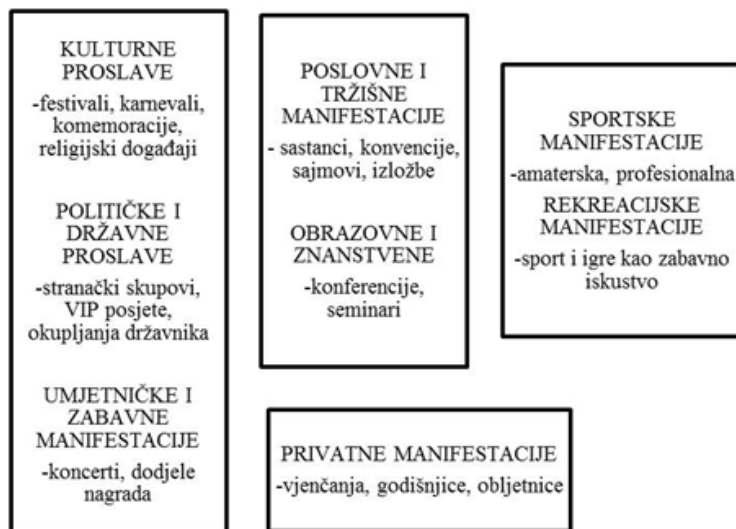 KULTURNE
PROSLAVE
-festivali, karnevali,
komemoracije,
religijski događaji
POLITIČKE I
DRŽAVNE
PROSLAVE
-stranački skupovi,
VIP posjete,
okupljanja državnika
UMJETNIČKE I
ZABAVNE
MANIFESTACIJE
-koncerti, dodjele
nagrada
POSLOVNE I
TRŽIŠNE
MANIFESTACIJE
- sastanci, konvencije,
sajmovi, izložbe
OBRAZOVNE I
ZNANSTVENE
-konferencije,
seminari
SPORTSKE
MANIFESTACIJE
-amaterska, profesionalna
REKREACIJSKE
MANIFESTACIJE
-sport i igre kao zabavno
iskustvo
PRIVATNE MANIFESTACIJE
-vjenčanja, godišnjice, obljetnice